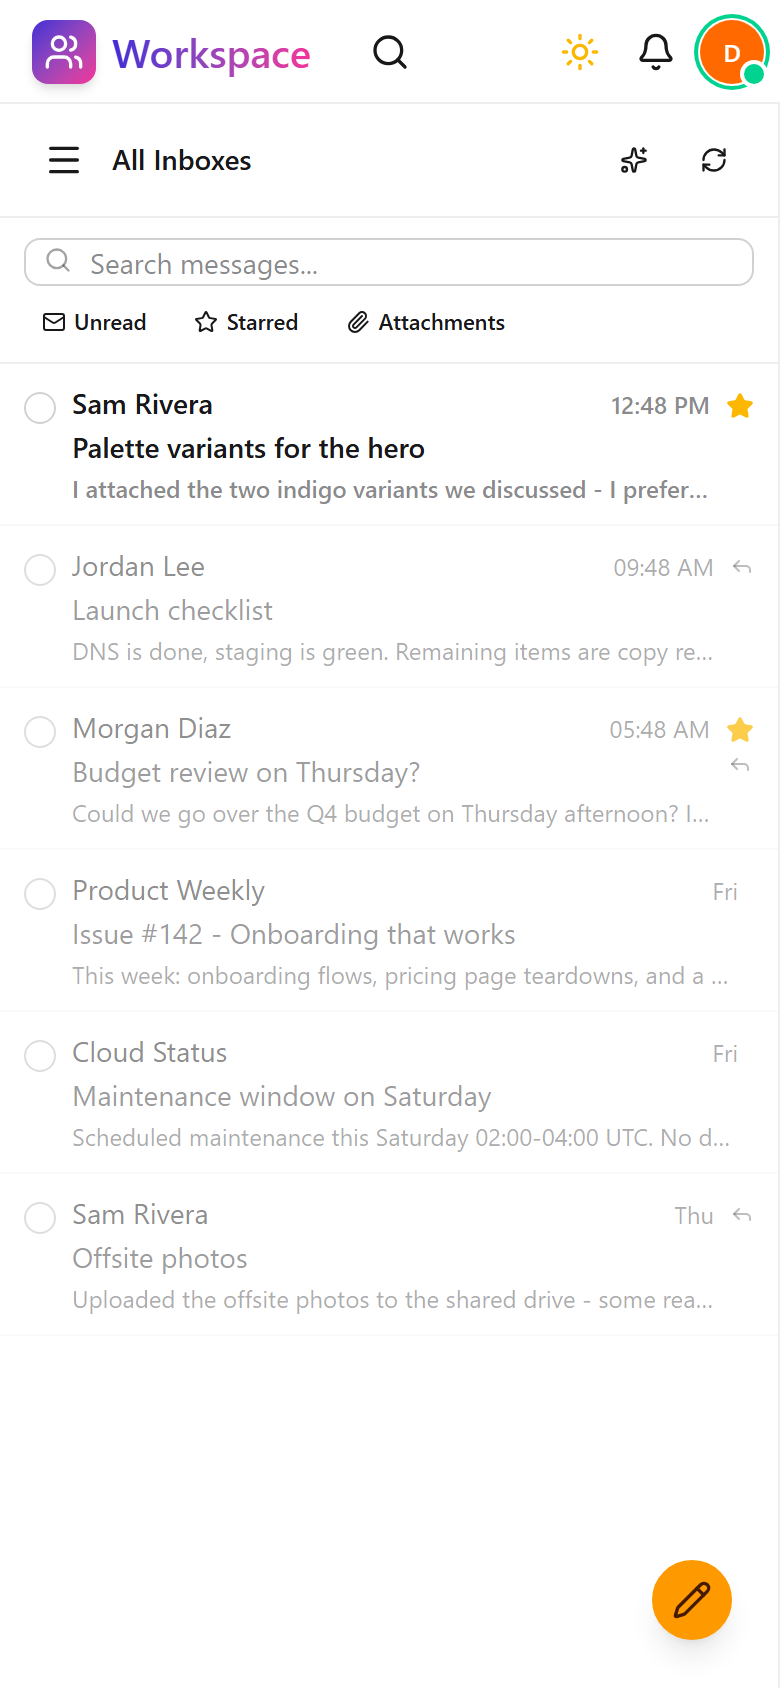 Workspace
D
All Inboxes
Search messages...
Unread Starred Attachments
Sam Rivera 12:48 PM
Palette variants for the hero
I attached the two indigo variants we discussed - I prefer...
Jordan Lee 09:48 AM
Launch checklist
DNS is done, staging is green. Remaining items are copy re...
Morgan Diaz 05:48 AM
Budget review on Thursday?
Could we go over the Q4 budget on Thursday afternoon? I...
Product Weekly Fri
Issue #142 - Onboarding that works
This week: onboarding flows, pricing page teardowns, and a ...
Cloud Status Fri
Maintenance window on Saturday
Scheduled maintenance this Saturday 02:00-04:00 UTC. No d...
Sam Rivera Thu
Offsite photos
Uploaded the offsite photos to the shared drive - some rea...